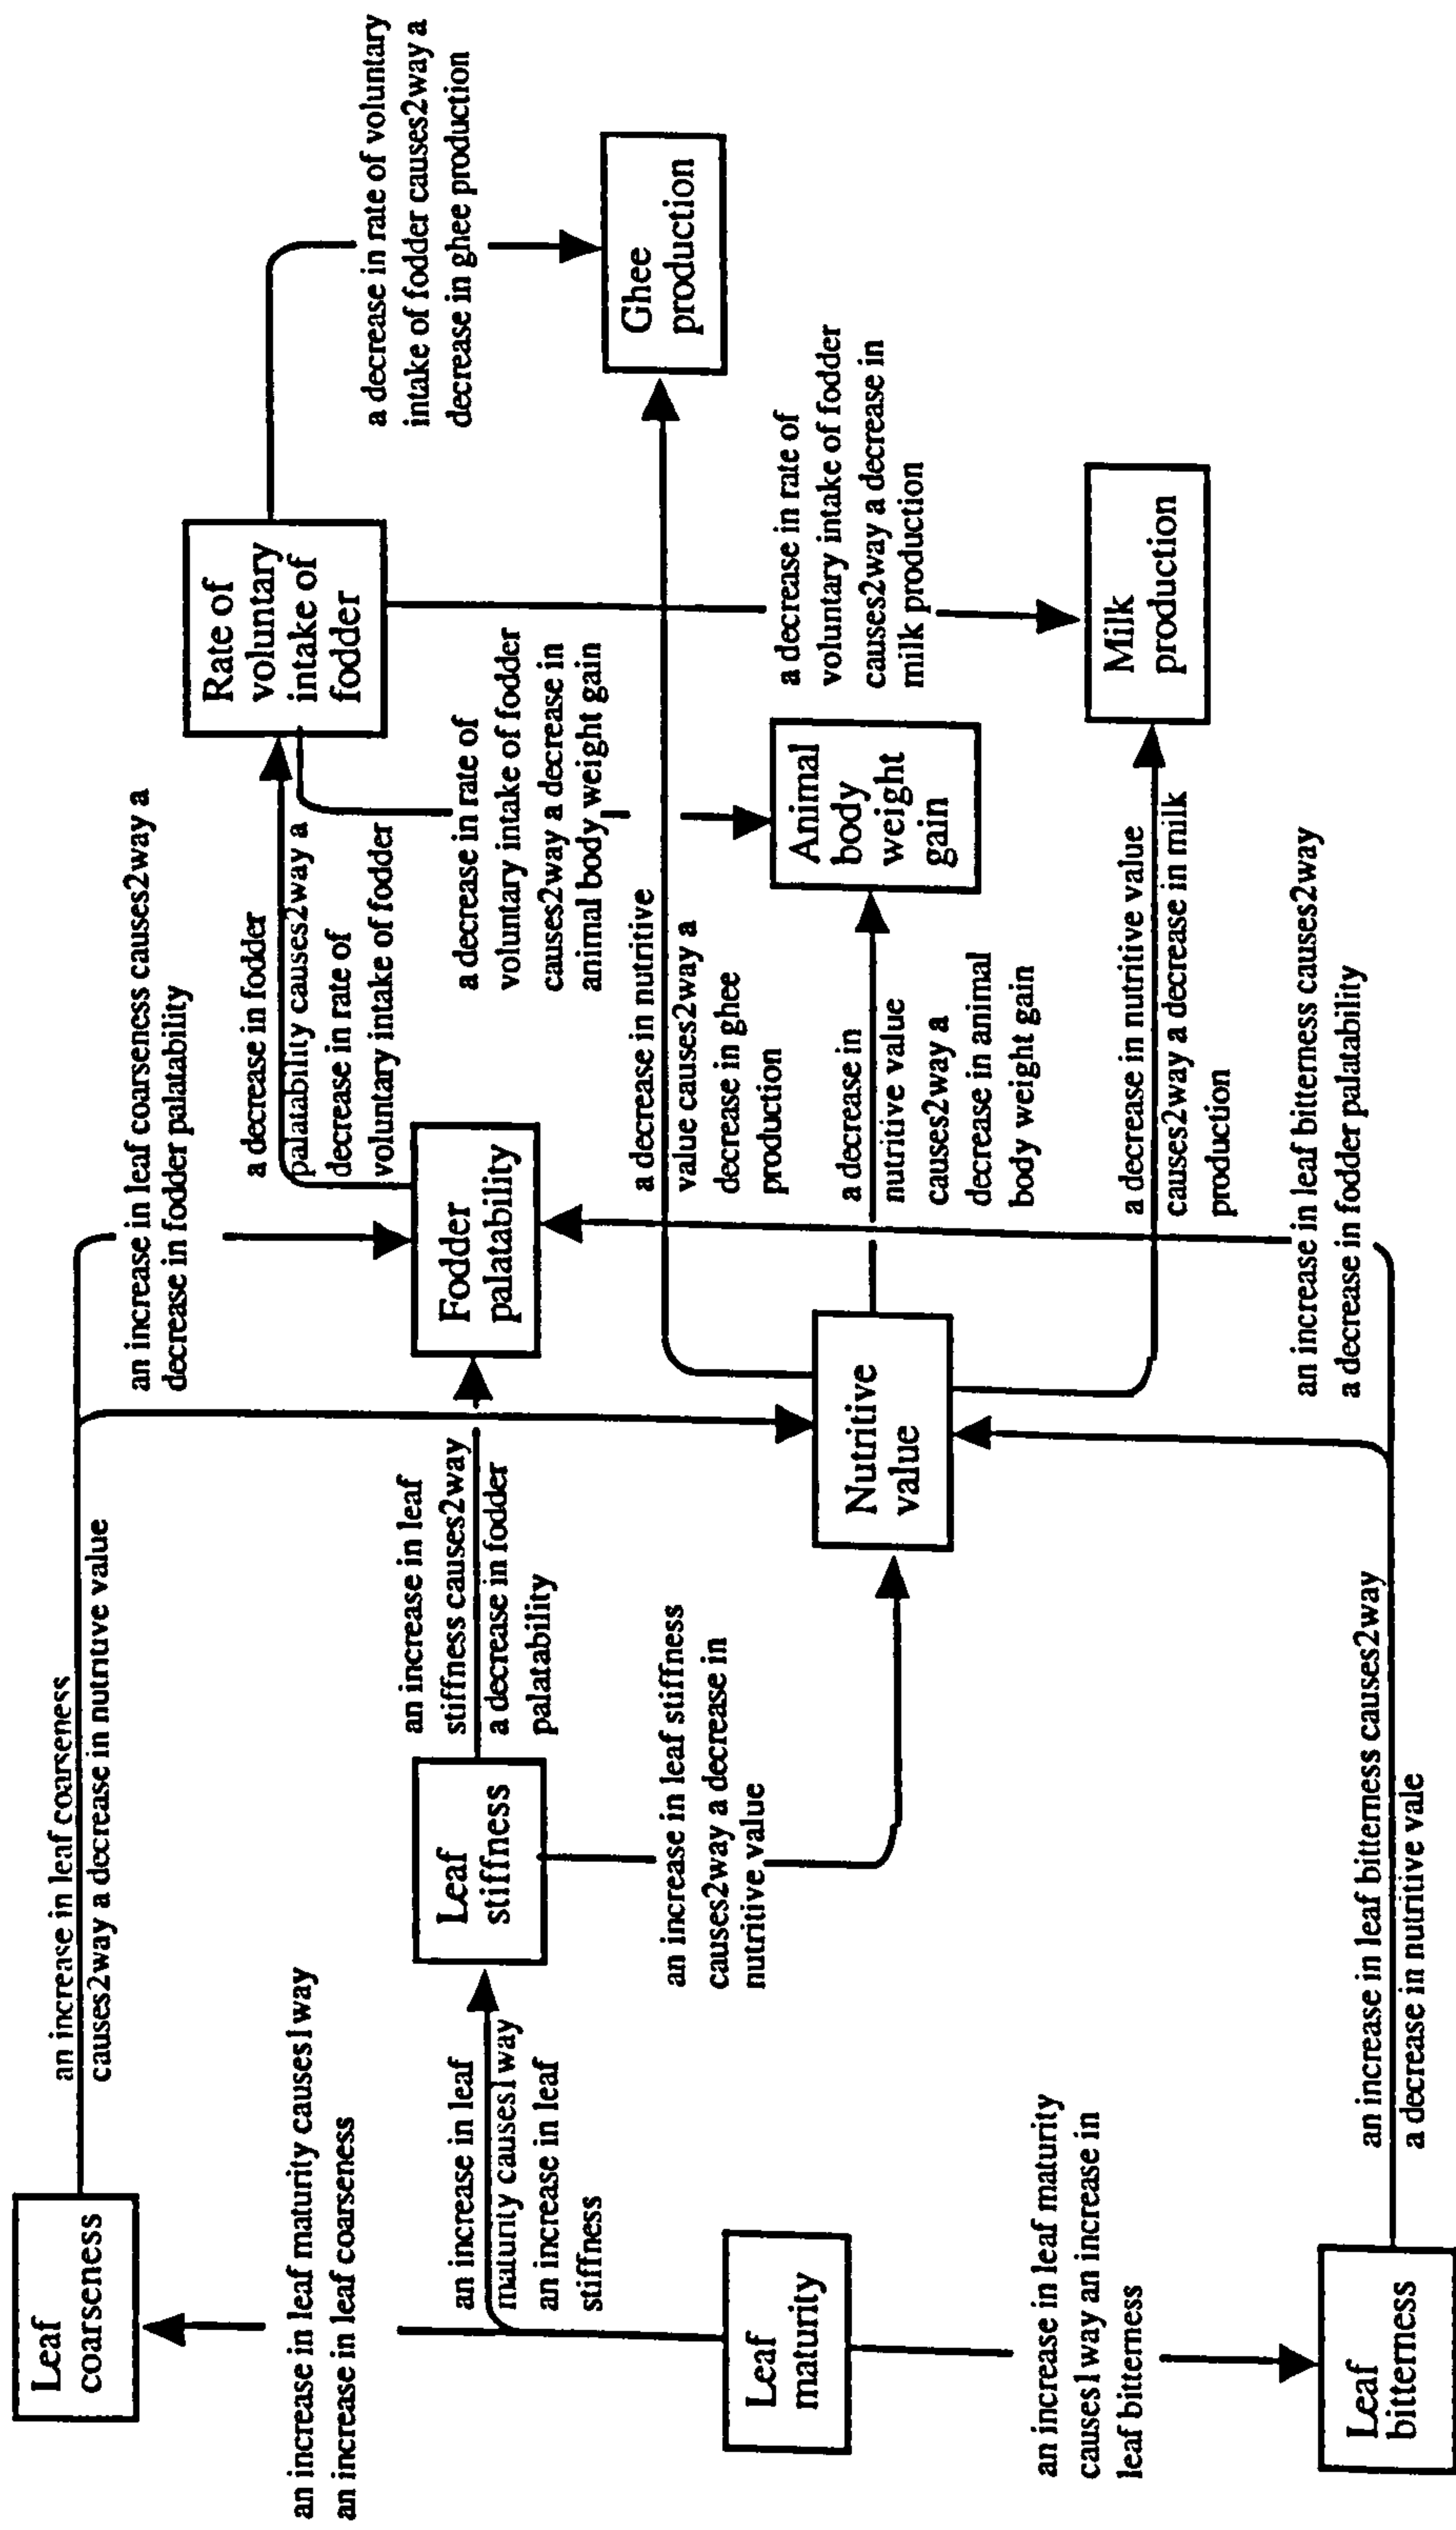 Leaf
coarseness
an increase in leaf coarseness
causes2way a decrease in nutritive value
an increase in leaf coarseness causes2way a
decrease in fodder palatability
an increase in leaf maturity causes1way
an increase in leaf coarseness
Rate of
voluntary
intake of
fodder
a decrease in rate of voluntary
intake of fodder causes2way a
decrease in ghee production
a decrease in fodder
palatability causes2way a
decrease in rate of
voluntary intake of fodder
Leaf
stiffness
an increase in leaf
stiffness causes2way
a decrease in fodder
palatability
Fodder
palatability
an increase in leaf
maturity causes1way
an increase in leaf
stiffness
a decrease in rate of
voluntary intake of fodder
causes2way a decrease in
animal body weight gain
Ghee
production
an increase in leaf stiffness
causes2way a decrease in
nutritive value
a decrease in nutritive
value causes2way a
decrease in ghee
production
Leaf
maturity
Nutritive
value
a decrease in
nutritive value
causes2way a
decrease in animal
body weight gain
Animal
body
weight
gain
a decrease in rate of
voluntary intake of fodder
causes2way a decrease in
milk production
an increase in leaf maturity
causes1way an increase in
leaf bitterness
a decrease in nutritive value
causes2way a decrease in milk
production
Milk
production
Leaf
bitterness
an increase in leaf bitterness causes2way
a decrease in nutritive vale
an increase in leaf bitterness causes2way
a decrease in fodder palatability